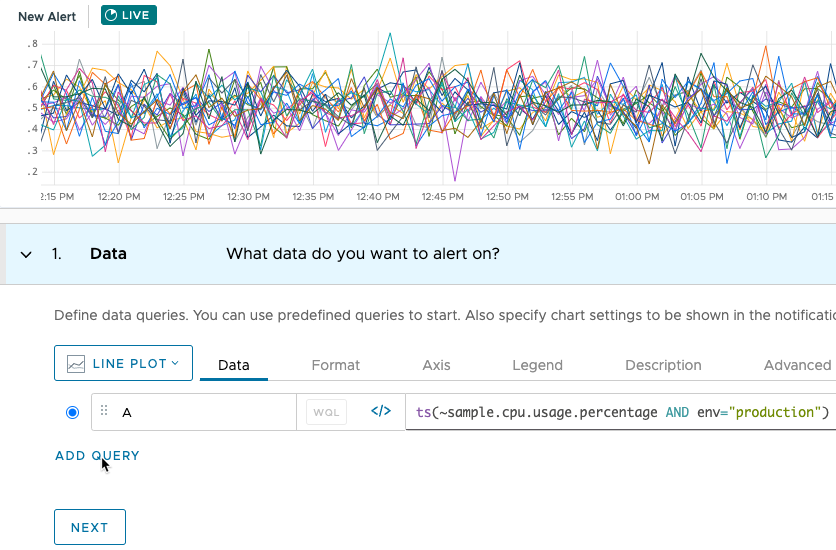 New Alert LIVE
.8
.7
.6
.5
.4
.3
.2
2:15 PM 12:20 PM 12:25 PM 12:30 PM 12:35 PM 12:40 PM 12:45 PM 12:50 PM 12:55 PM 01:00 PM 01:05 PM 01:10 PM 01:15
1. Data What data do you want to alert on?
Define data queries. You can use predefined queries to start. Also specify chart settings to be shown in the notificatio
LINE PLOT Data Format Axis Legend Description Advanced
A WQL </> ts(~sample.cpu.usage.percentage AND env="production")
ADD QUERY
NEXT